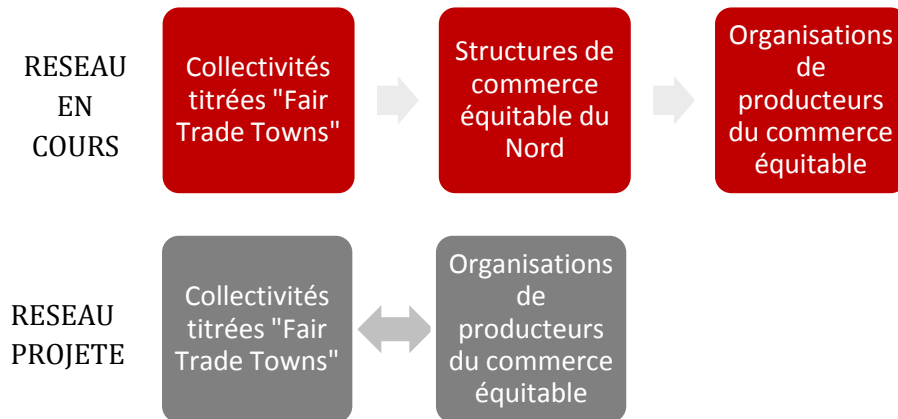 RESEAU
EN
COURS
Collectivités
titrées "Fair
Trade Towns"
Structures de
commerce
équitable du
Nord
Organisations
de
producteurs
du commerce
équitable
RESEAU
PROJETE
Collectivités
titrées "Fair
Trade Towns"
Organisations
de
producteurs
du commerce
équitable